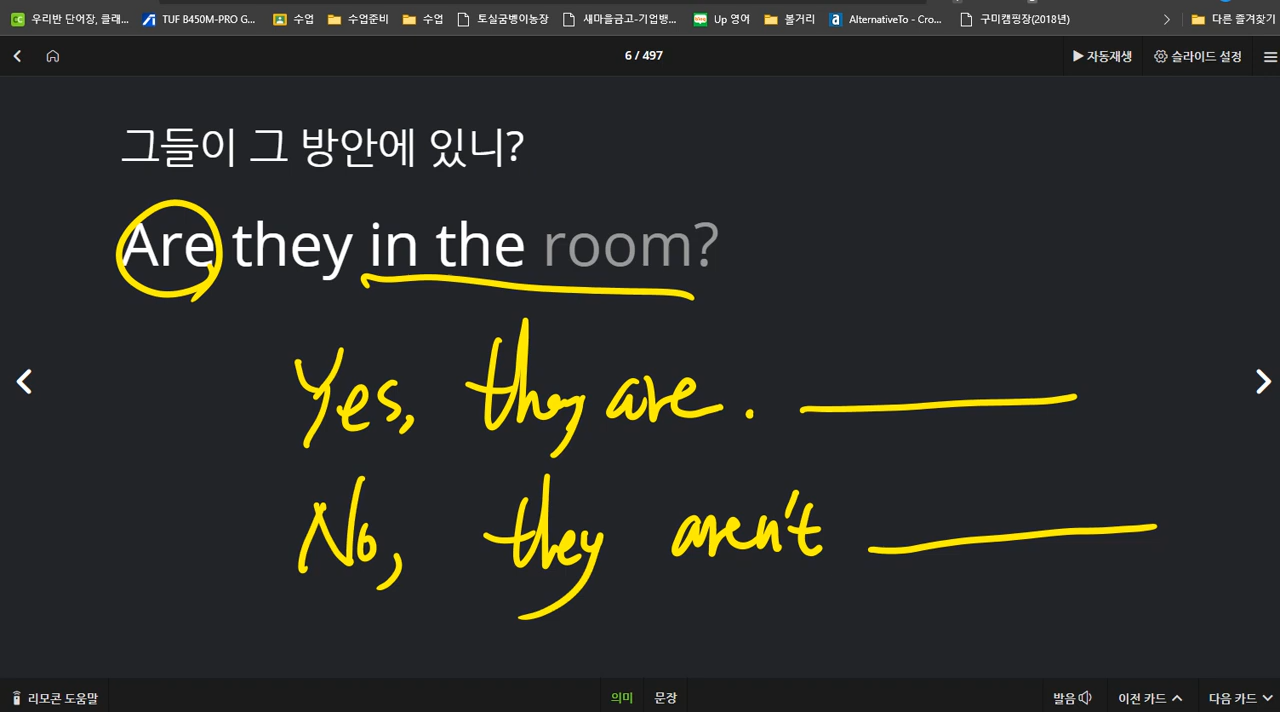 우리반 단어장, 클래... TUF B450M-PRO G... 수업 수업준비 수업 토실굼벵이농장 새마을금고-기업뱅... Up 영어 볼거리 AlternativeTo - Cro... 구미캠핑장(2018년) 다른 즐겨찾기
6 / 497 자동재생 슬라이드 설정
그들이 그 방안에 있니?
Are they in the room?
Yes, they are.
No, they aren't
리모콘 도움말 의미 문장 발음 이전 카드 다음 카드